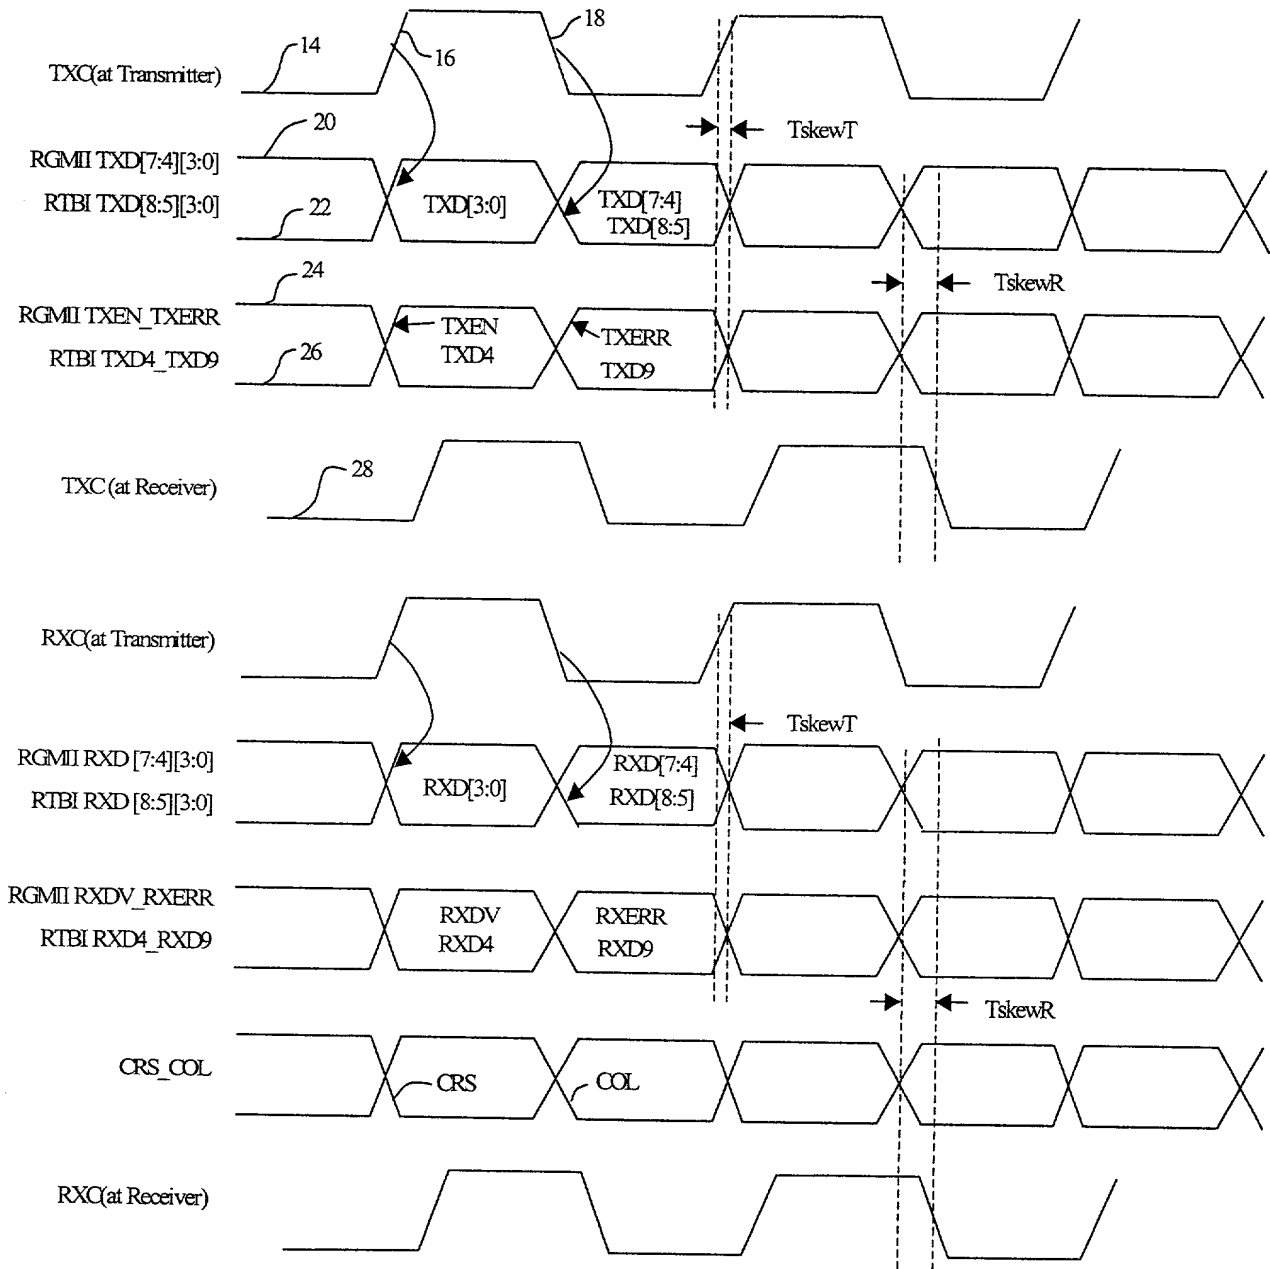 18
14
16
TXC(at Transmitter)
TskewT
20
RGMII TXD[7:4][3:0]
RTBI TXD[8:5][3:0]
22
TXD[3:0]
TXD[7:4]
TXD[8:5]
TskewR
24
RGMII TXEN_TXERR
RTBI TXD4_TXD9
26
TXEN
TXD4
TXERR
TXD9
28
TXC (at Receiver)
RXC(at Transmitter)
TskewT
RGMII RXD [7:4][3:0]
RTBI RXD [8:5][3:0]
RXD[3:0]
RXD[7:4]
RXD[8:5]
RGMII RXDV_RXERR
RTBI RXD4_RXD9
RXDV
RXD4
RXERR
RXD9
TskewR
CRS_COL
CRS
COL
RXC(at Receiver)